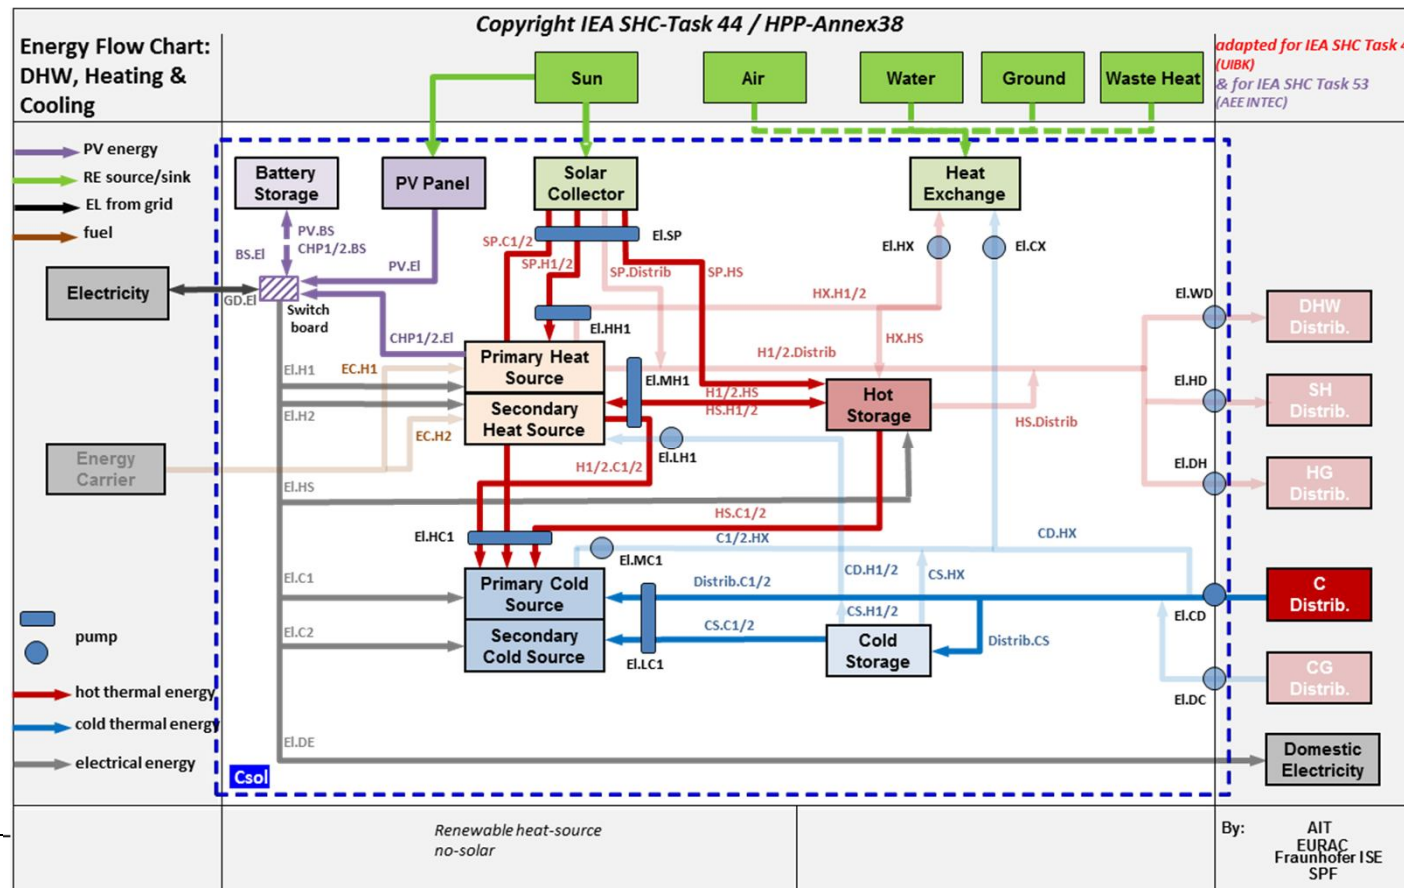 Copyright IEA SHC-Task 44 / HPP-Annex38
Energy Flow Chart:
DHW, Heating &
Cooling
adapted for IEA SHC Task 4
(UIBK)
& for IEA SHC Task 53
(AEE INTEC)
Sun
Air
Water
Ground
Waste Heat
PV energy
RE source/sink
EL from grid
fuel
Battery
Storage
PV Panel
Solar
Collector
Heat
Exchange
PV.BS
CHP1/2.BS
BS.El
PV.El
SP.C1/2
SP.H1/2
El.SP
SP.Distrib
SP.HS
El.HX
El.CX
HX.H1/2
El.WD
Electricity
GD.El
Switch
board
DHW
Distrib.
El.HH1
CHP1/2.El
HX.HS
H1/2.Distrib
El.H1
EC.H1
Primary Heat
Source
El.MH1
El.HD
SH
Distrib.
H1/2.HS
HS.H1/2
Hot
Storage
El.H2
Secondary
Heat Source
HS.Distrib
EC.H2
El.LH1
Energy
Carrier
H1/2.C1/2
El.DH
HG
Distrib.
El.HS
HS.C1/2
El.HC1
C1/2.HX
CD.HX
El.MC1
CD.H1/2
CS.HX
El.C1
Primary Cold
Source
Distrib.C1/2
C
Distrib.
CS.H1/2
El.CD
El.C2
Secondary
Cold Source
CS.C1/2
Cold
Storage
Distrib.CS
El.LC1
pump
CG
Distrib.
El.DC
hot thermal energy
cold thermal energy
electrical energy
El.DE
Domestic
Electricity
Csol
Renewable heat-source
no-solar
By:
AIT
EURAC
Fraunhofer ISE
SPF